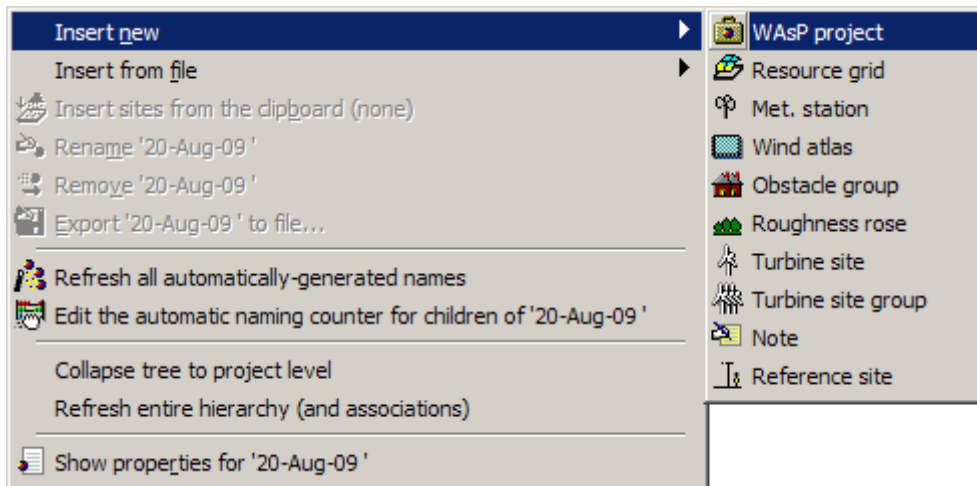 Insert new
Insert from file
Insert sites from the clipboard (none)
Rename '20-Aug-09 '
Remove '20-Aug-09 '
Export '20-Aug-09 ' to file...
Refresh all automatically-generated names
Edit the automatic naming counter for children of '20-Aug-09 '
Collapse tree to project level
Refresh entire hierarchy (and associations)
Show properties for '20-Aug-09 '
WAsP project
Resource grid
Met. station
Wind atlas
Obstacle group
Roughness rose
Turbine site
Turbine site group
Note
Reference site